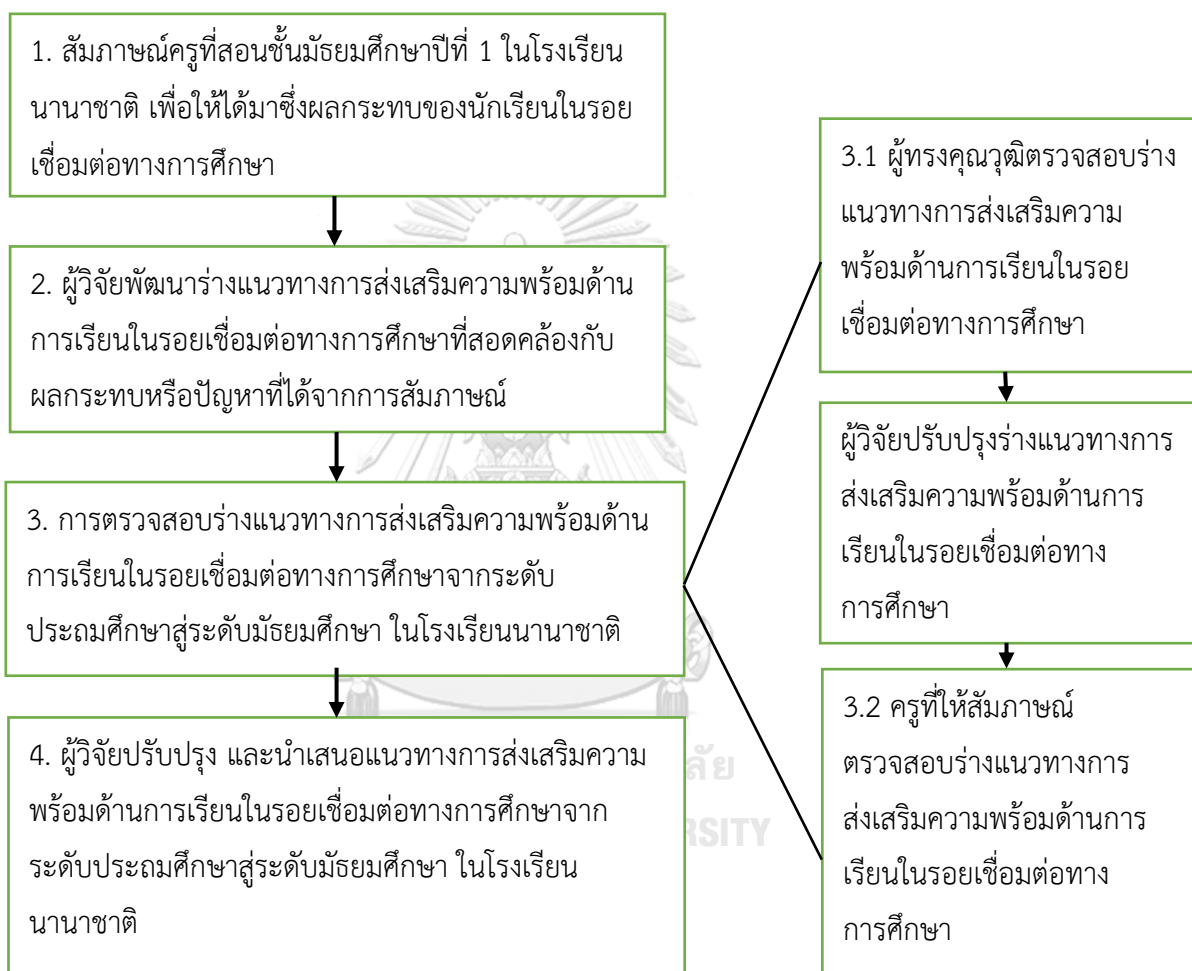 1. สัมภาษณ์ครูที่สอนชั้นมัธยมศึกษาปีที่ 1 ในโรงเรียน
นานาชาติ เพื่อให้ได้มาซึ่งผลกระทบของนักเรียนในรอย
เชื่อมต่อทางการศึกษา
2. ผู้วิจัยพัฒนาร่างแนวทางการส่งเสริมความพร้อมด้าน
การเรียนในรอยเชื่อมต่อทางการศึกษาที่สอดคล้องกับ
ผลกระทบหรือปัญหาที่ได้จากการสัมภาษณ์
3. การตรวจสอบร่างแนวทางการส่งเสริมความพร้อมด้าน
การเรียนในรอยเชื่อมต่อทางการศึกษาจากระดับ
ประถมศึกษาสู่ระดับมัธยมศึกษา ในโรงเรียนนานาชาติ
4. ผู้วิจัยปรับปรุง และนำเสนอแนวทางการส่งเสริมความ
พร้อมด้านการเรียนในรอยเชื่อมต่อทางการศึกษาจาก
ระดับประถมศึกษาสู่ระดับมัธยมศึกษา ในโรงเรียน
นานาชาติ
3.1 ผู้ทรงคุณวุฒิตรวจสอบร่าง
แนวทางการส่งเสริมความ
พร้อมด้านการเรียนในรอย
เชื่อมต่อทางการศึกษา
ผู้วิจัยปรับปรุงร่างแนวทางการ
ส่งเสริมความพร้อมด้านการ
เรียนในรอยเชื่อมต่อทาง
การศึกษา
3.2 ครูที่ให้สัมภาษณ์
ตรวจสอบร่างแนวทางการ
ส่งเสริมความพร้อมด้านการ
เรียนในรอยเชื่อมต่อทาง
การศึกษา
ลัย
RSITY